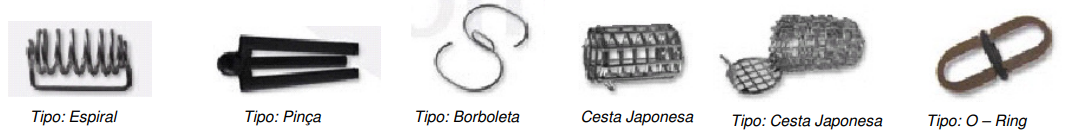 Tipo: Espiral
Tipo: Pinça
Tipo: Borboleta
Cesta Japonesa
Tipo: Cesta Japonesa
Tipo: O – Ring